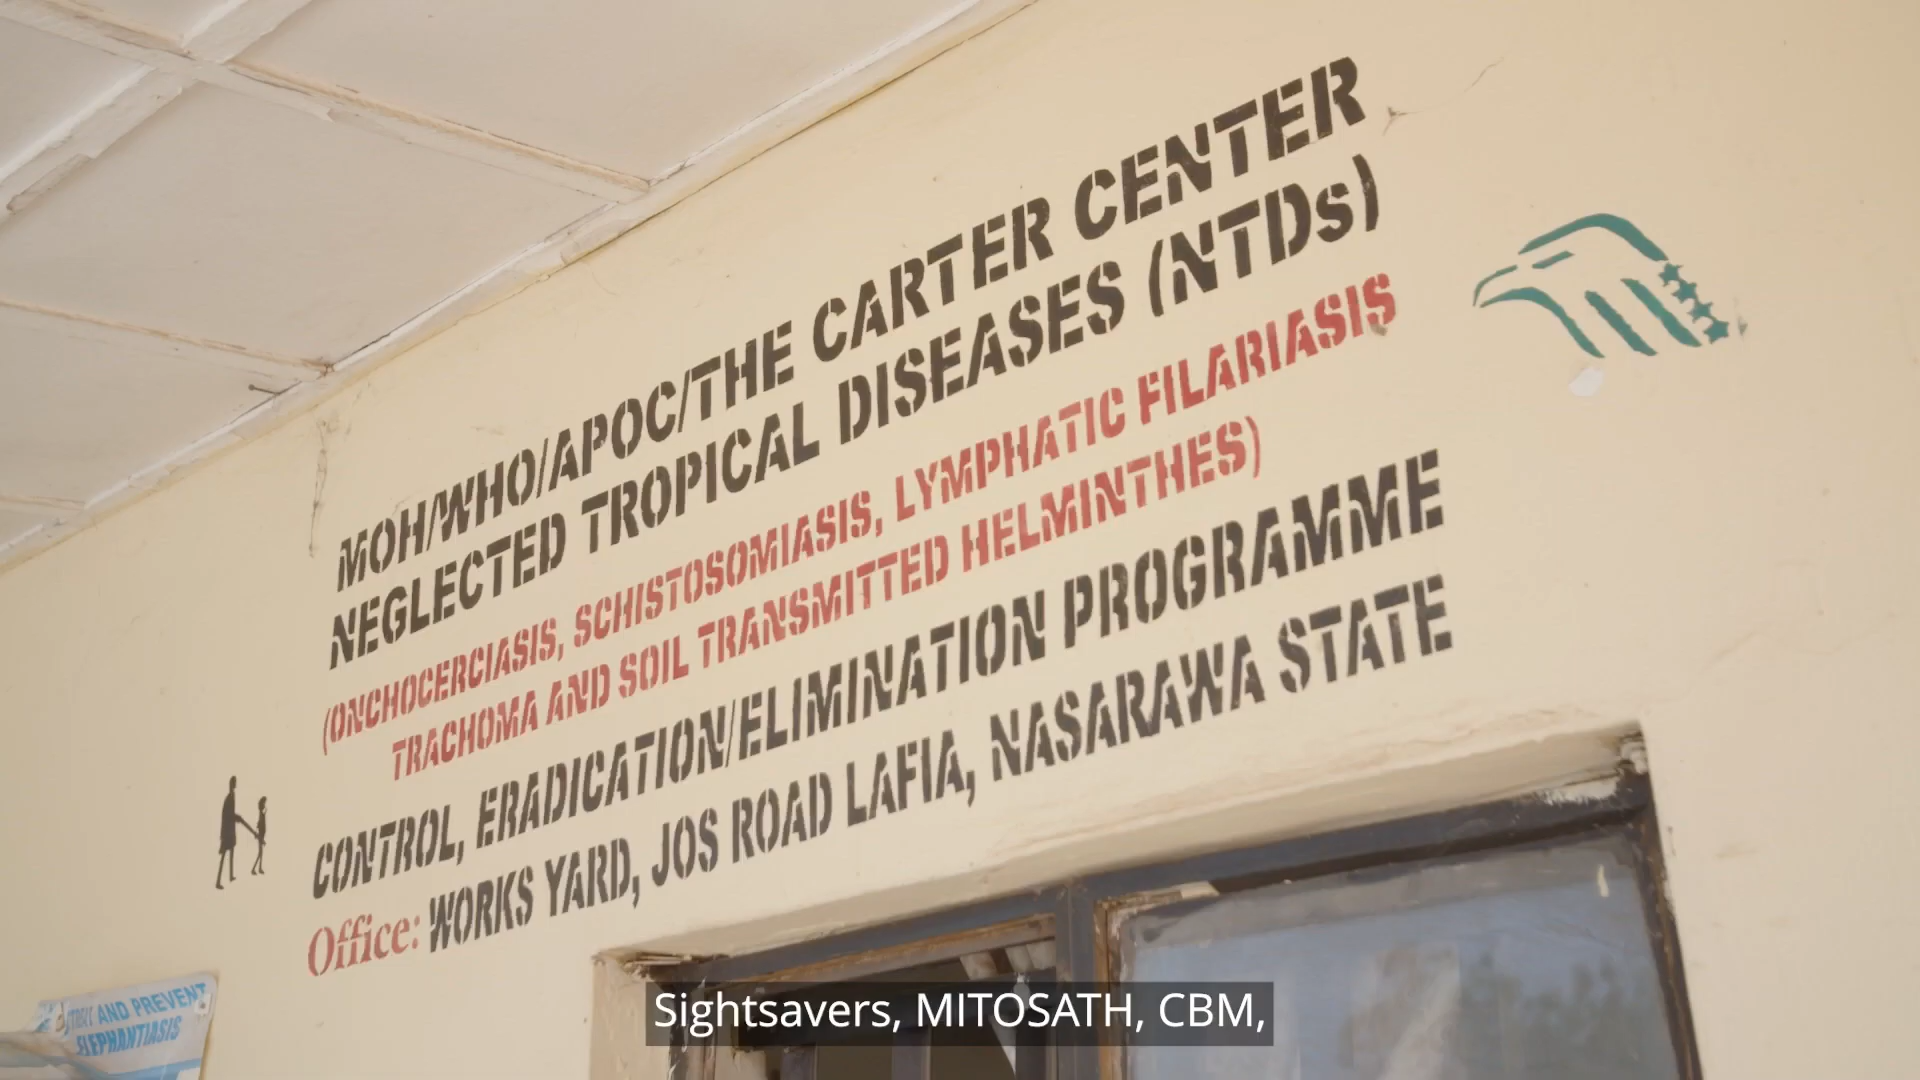 MOH/WHO/APOC/THE CARTER CENTER
NEGLECTED TROPICAL DISEASES (NTDs)
(ONCHOCERCIASIS, SCHISTOSOMIASIS, LYMPHATIC FILARIASIS
TRACHOMA AND SOIL TRANSMITTED HELMINTHES)
CONTROL, ERADICATION/ELIMINATION PROGRAMME
Office: WORKS YARD, JOS ROAD LAFIA, NASARAWA STATE
AND PREVENT
ELEPHANTIASIS
Sightsavers, MITOSATH, CBM,